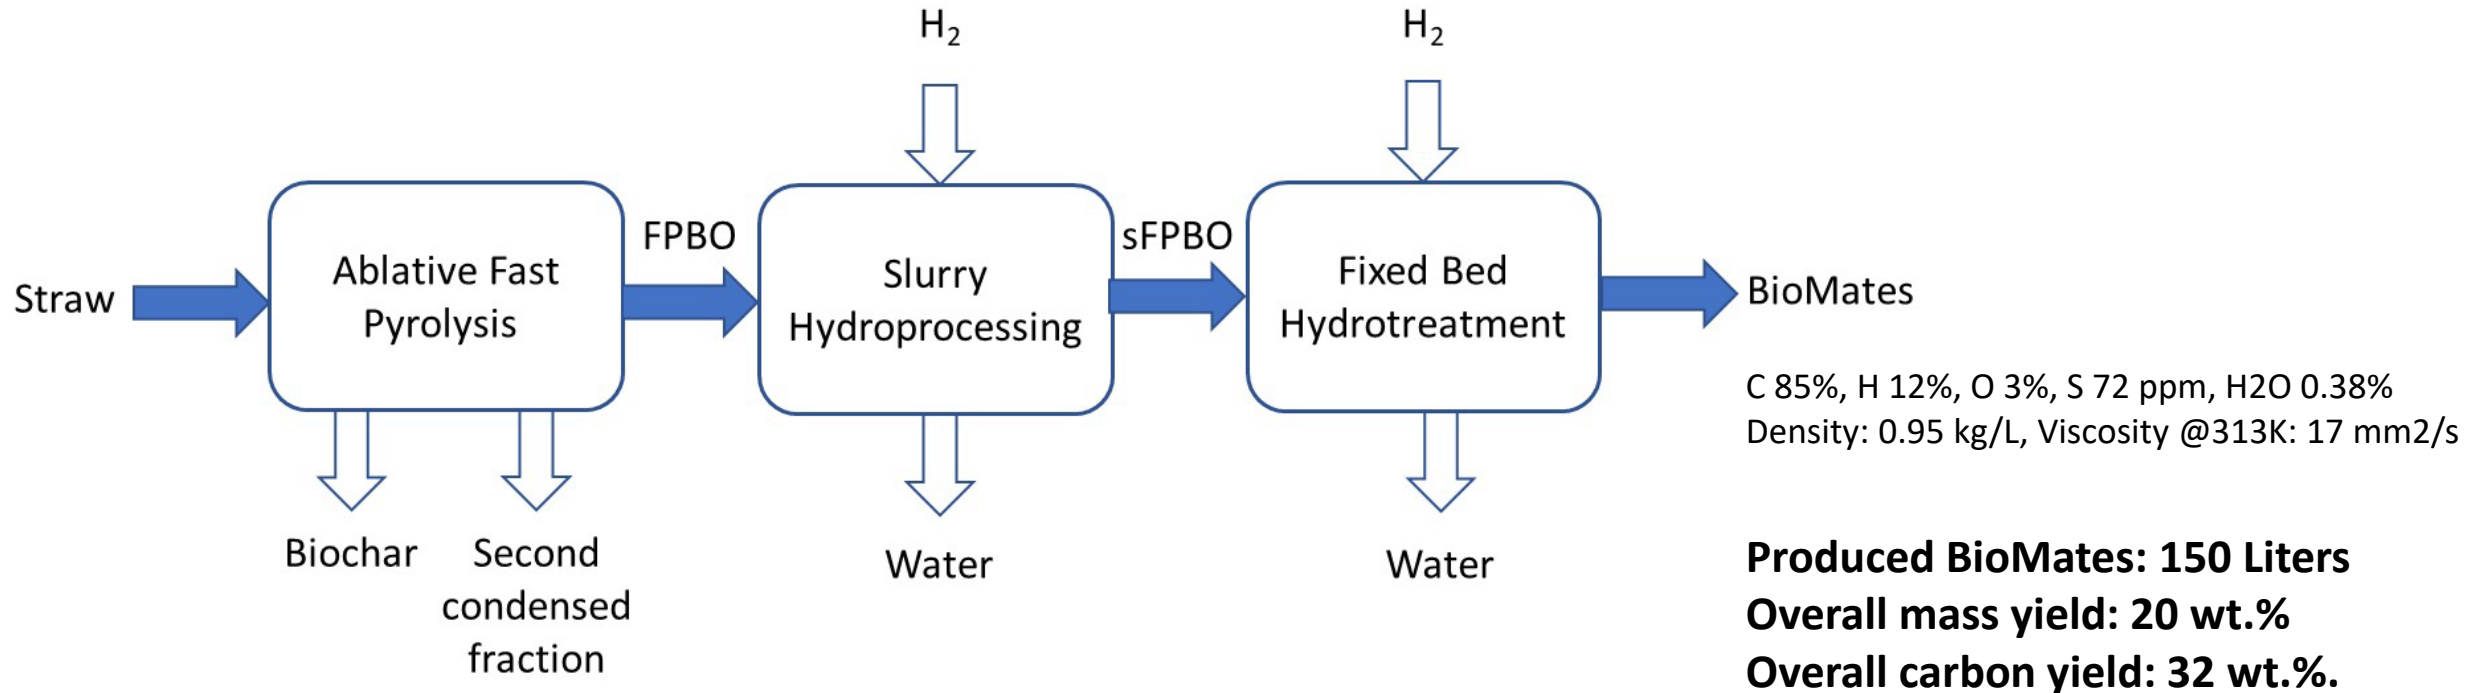 H₂
H₂
Straw
Ablative Fast
Pyrolysis
FPBO
Slurry
Hydroprocessing
sFPBO
Fixed Bed
Hydrotreatment
BioMates
C 85%, H 12%, O 3%, S 72 ppm, H2O 0.38%
Density: 0.95 kg/L, Viscosity @313K: 17 mm2/s
Biochar
Second
condensed
fraction
Water
Water
Produced BioMates: 150 Liters
Overall mass yield: 20 wt.%
Overall carbon yield: 32 wt.%.